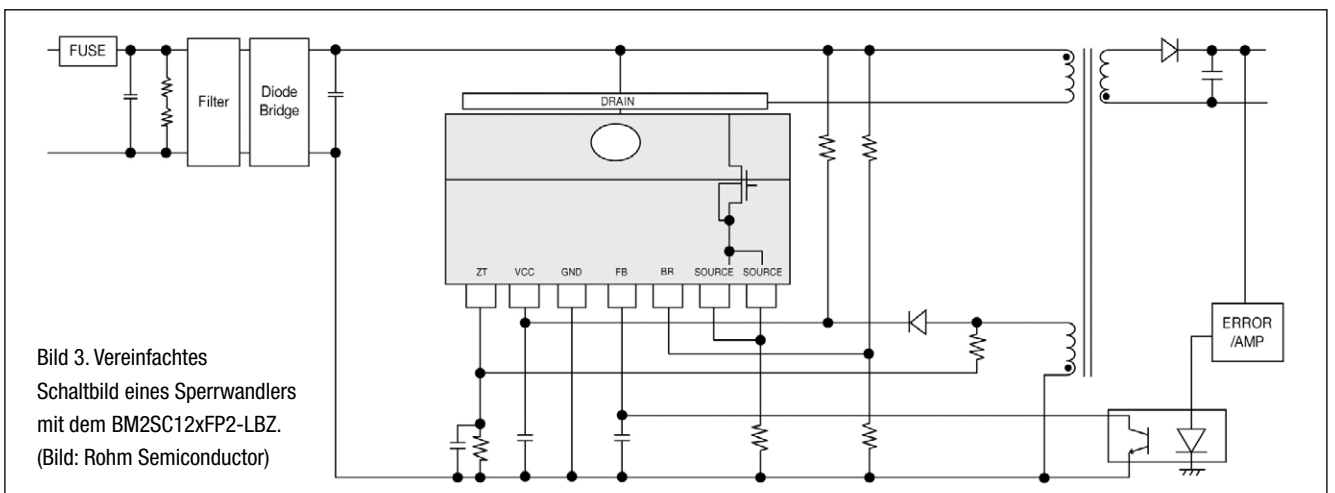 FUSE
Filter
Diode
Bridge
DRAIN
ZT
VCC
GND
FB
BR
SOURCE
SOURCE
ERROR
/AMP
Bild 3. Vereinfachtes
Schaltbild eines Sperrwandlers
mit dem BM2SC12xFP2-LBZ.
(Bild: Rohm Semiconductor)